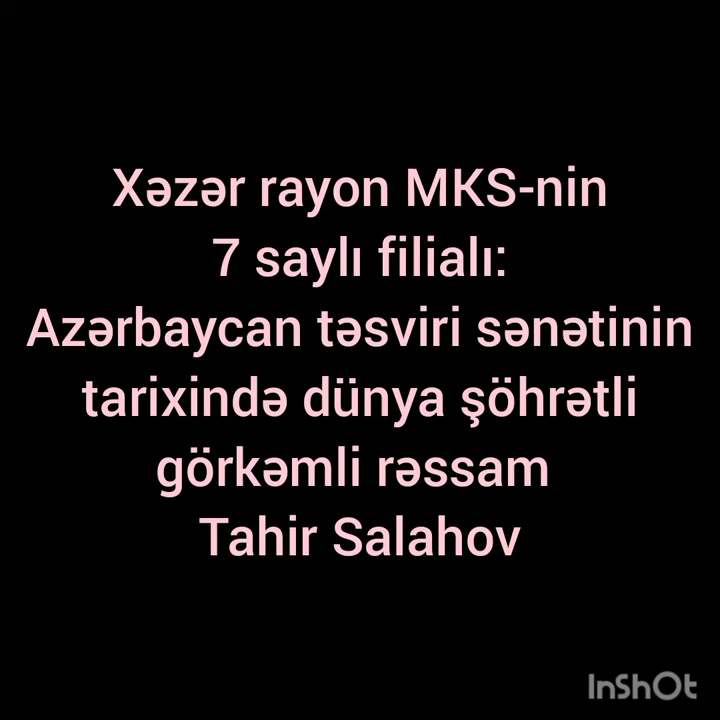 Xəzər rayon MKS-nin
7 saylı filialı:
Azərbaycan təsviri sənətinin
tarixində dünya şöhrətli
görkəmli rəssam
Tahir Salahov
InShOt